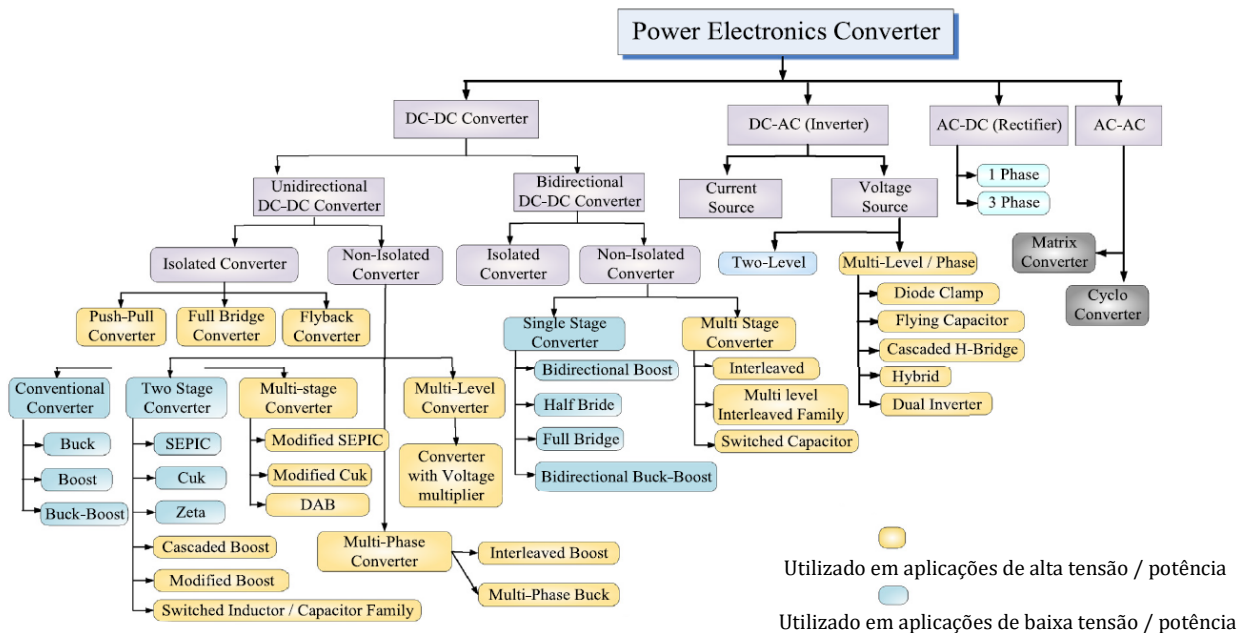 Power Electronics Converter
DC-DC Converter
DC-AC (Inverter)
AC-DC (Rectifier)
AC-AC
Unidirectional
DC-DC Converter
Bidirectional
DC-DC Converter
Current
Source
Voltage
Source
1 Phase
3 Phase
Isolated Converter
Non-Isolated
Converter
Isolated
Converter
Non-Isolated
Converter
Two-Level
Multi-Level / Phase
Matrix
Converter
Cyclo
Converter
Push-Pull
Converter
Full Bridge
Converter
Flyback
Converter
Diode Clamp
Flying Capacitor
Cascaded H-Bridge
Hybrid
Dual Inverter
Single Stage
Converter
Bidirectional Boost
Half Bride
Full Bridge
Bidirectional Buck-Boost
Multi Stage
Converter
Interleaved
Multi level
Interleaved Family
Switched Capacitor
Conventional
Converter
Buck
Boost
Buck-Boost
Two Stage
Converter
SEPIC
Cuk
Zeta
Cascaded Boost
Modified Boost
Switched Inductor / Capacitor Family
Multi-stage
Converter
Modified SEPIC
Modified Cuk
DAB
Multi-Level
Converter
Converter
with Voltage
multiplier
Multi-Phase
Converter
Interleaved Boost
Multi-Phase Buck
Utilizado em aplicações de alta tensão / potência
Utilizado em aplicações de baixa tensão / potência